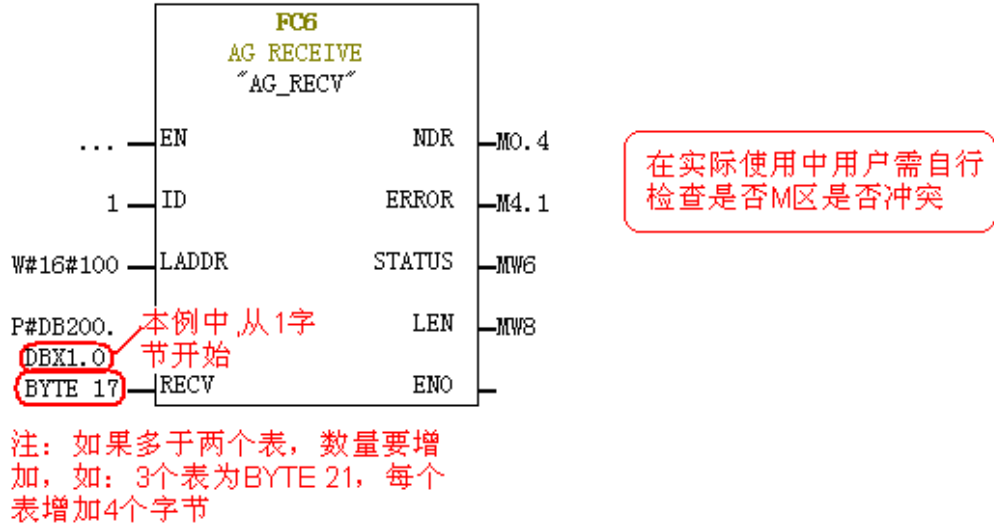 FC6
AG RECEIVE
"AG_RECV"
... EN NDR M0.4
1 ID ERROR M4.1
W#16#100 LADDR STATUS MW6
P#DB200. LEN MW8
DBX1.0
BYTE 17 RECV ENO
本例中,从1字
节开始
在实际使用中用户需自行
检查是否M区是否冲突
注：如果多于两个表，数量要增
加，如：3个表为BYTE 21，每个
表增加4个字节